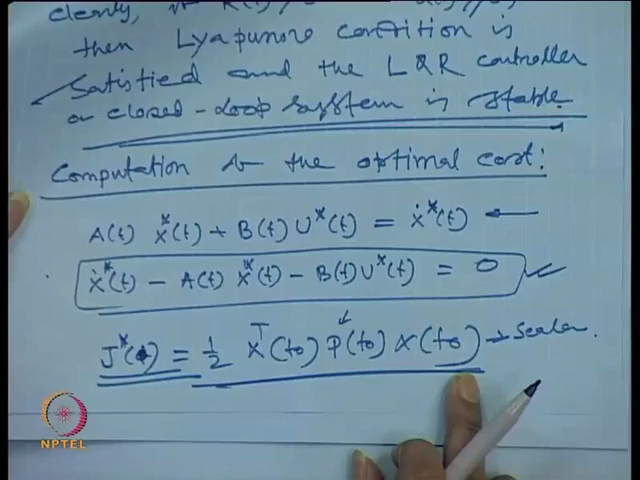 then Lyapunov condition is
satisfied and the LQR controller
or closed-loop system is stable
Computation of the optimal cost:
A(t) x*(t) + B(t) U*(t) = ẋ*(t) ←
ẋ*(t) - A(t) x*(t) - B(t) U*(t) = 0
J*(·) = 1/2 x^T(t0) P(t0) x(t0) → Scalar.
NPTEL